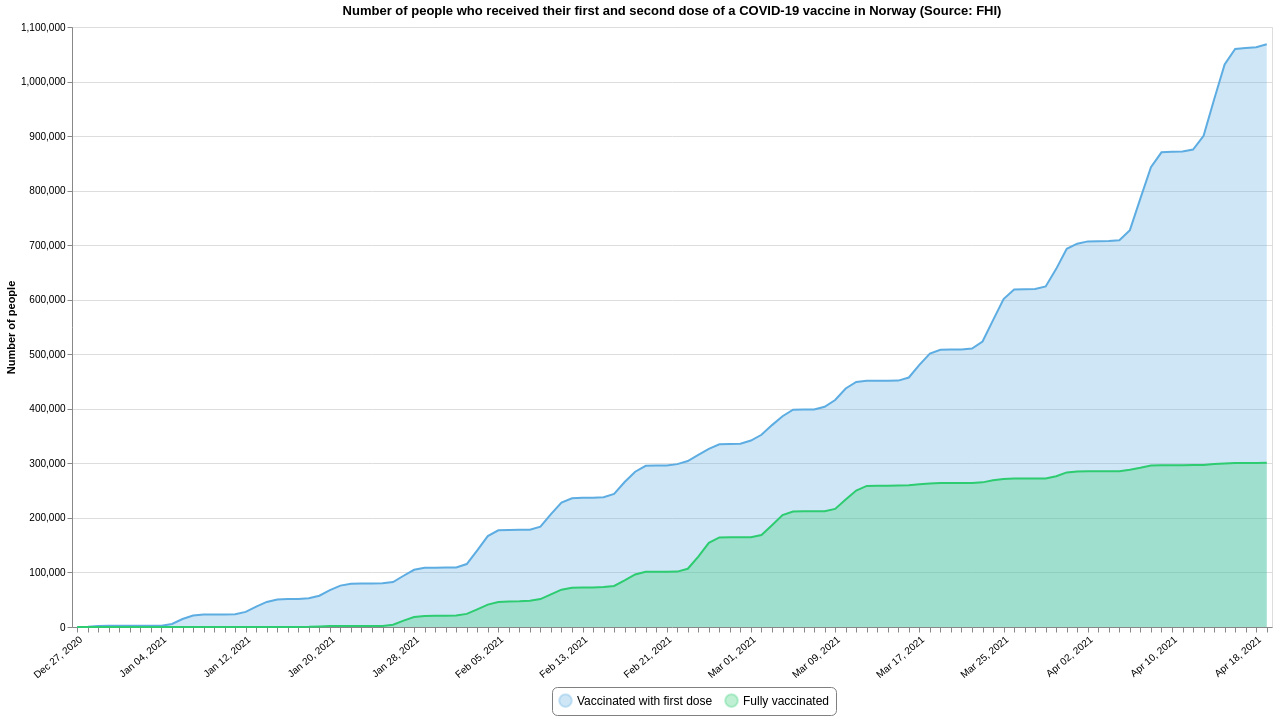 Number of people who received their first and second dose of a COVID-19 vaccine in Norway (Source: FHI)
Number of people
1,100,000
1,000,000
900,000
800,000
700,000
600,000
500,000
400,000
300,000
200,000
100,000
0
Dec 27, 2020
Jan 04, 2021
Jan 12, 2021
Jan 20, 2021
Jan 28, 2021
Feb 05, 2021
Feb 13, 2021
Feb 21, 2021
Mar 01, 2021
Mar 09, 2021
Mar 17, 2021
Mar 25, 2021
Apr 02, 2021
Apr 10, 2021
Apr 18, 2021
Vaccinated with first dose
Fully vaccinated